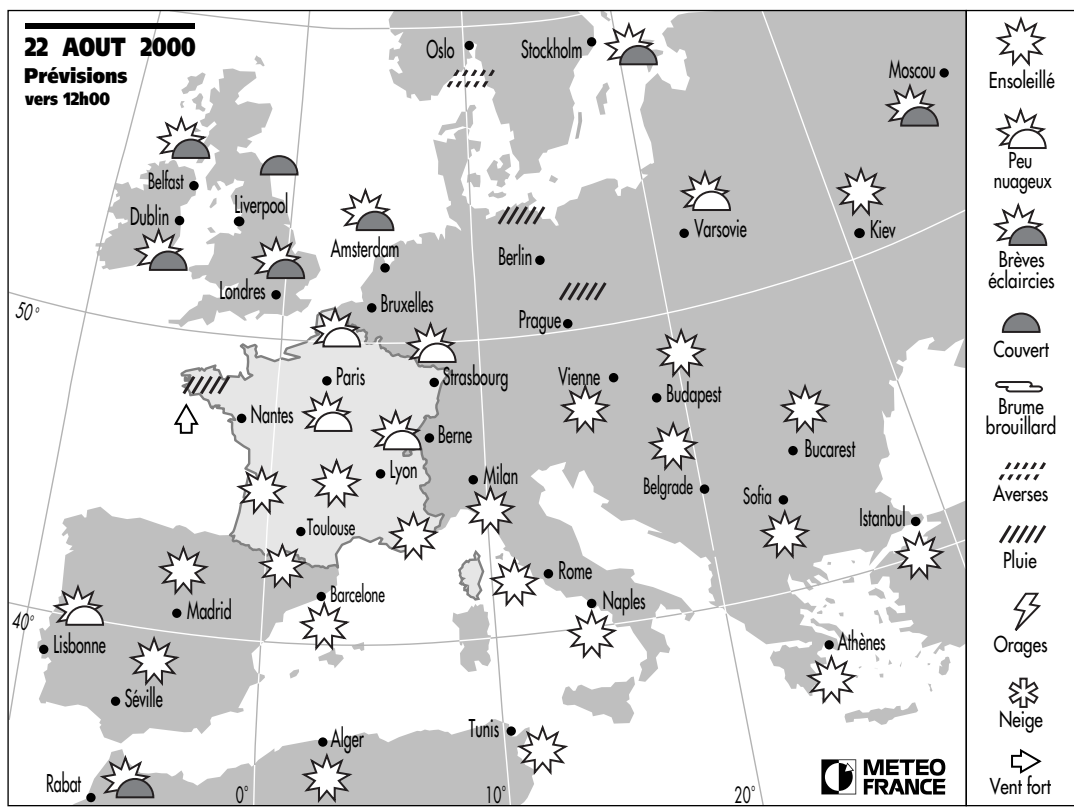 22 AOUT 2000
Prévisions
vers 12h00
Oslo
Stockholm
Moscou
Belfast
Dublin
Liverpool
Londres
Amsterdam
Bruxelles
Berlin
Prague
Varsovie
Kiev
50°
Paris
Strasbourg
Vienne
Budapest
Nantes
Berne
Bucarest
Lyon
Milan
Belgrade
Sofia
Istanbul
Toulouse
Rome
Barcelone
Madrid
Naples
40°
Lisbonne
Athènes
Séville
Alger
Tunis
Rabat
0°
10°
20°
METEO
FRANCE
Ensoleillé
Peu
nuageux
Brèves
éclaircies
Couvert
Brume
brouillard
Averses
Pluie
Orages
Neige
Vent fort